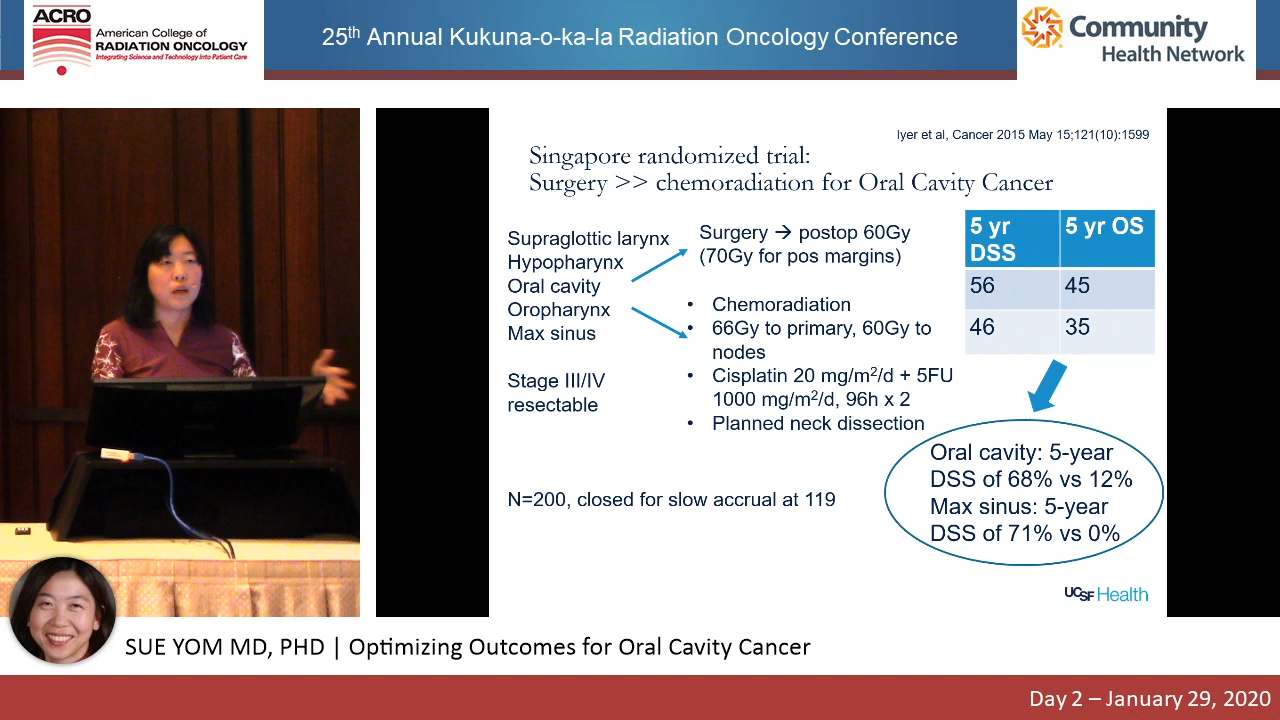 ACRO
American College of
RADIATION ONCOLOGY
Integrating Science and Technology Into Patient Care
25th Annual Kukuna-o-ka-la Radiation Oncology Conference
Community
Health Network
Iyer et al, Cancer 2015 May 15;121(10):1599
Singapore randomized trial:
Surgery >> chemoradiation for Oral Cavity Cancer
Supraglottic larynx
Hypopharynx
Oral cavity
Oropharynx
Max sinus
Stage III/IV
resectable
Surgery → postop 60Gy
(70Gy for pos margins)
• Chemoradiation
• 66Gy to primary, 60Gy to
nodes
• Cisplatin 20 mg/m²/d + 5FU
1000 mg/m²/d, 96h x 2
• Planned neck dissection
5 yr DSS 5 yr OS
56 45
46 35
Oral cavity: 5-year
DSS of 68% vs 12%
Max sinus: 5-year
DSS of 71% vs 0%
N=200, closed for slow accrual at 119
UCSF Health
SUE YOM MD, PHD | Optimizing Outcomes for Oral Cavity Cancer
Day 2 – January 29, 2020